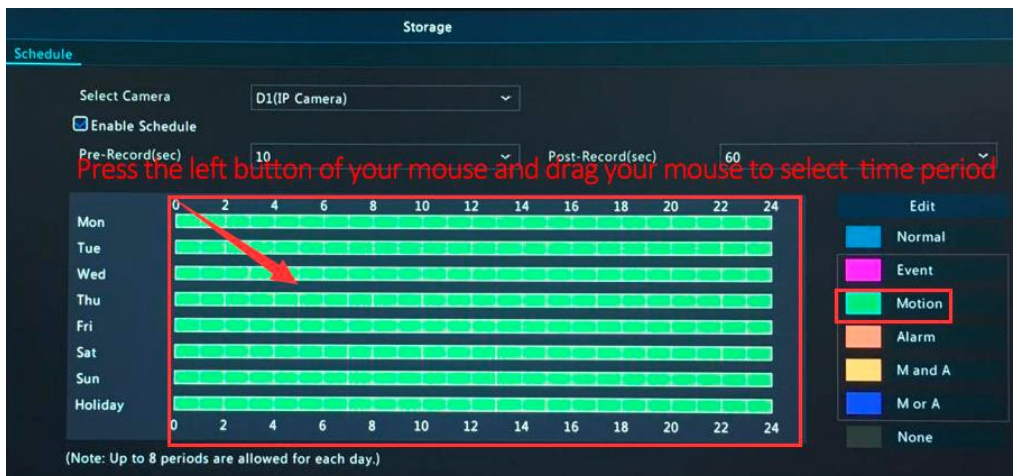 Storage
Schedule
Select Camera D1(IP Camera)
Enable Schedule
Pre-Record(sec) 10 Post-Record(sec) 60
Press the left button of your mouse and drag your mouse to select time period
0 2 4 6 8 10 12 14 16 18 20 22 24 Edit
Mon
Normal
Tue
Wed Event
Thu Motion
Fri
Alarm
Sat
M and A
Sun
Holiday M or A
0 2 4 6 8 10 12 14 16 18 20 22 24
None
(Note: Up to 8 periods are allowed for each day.)